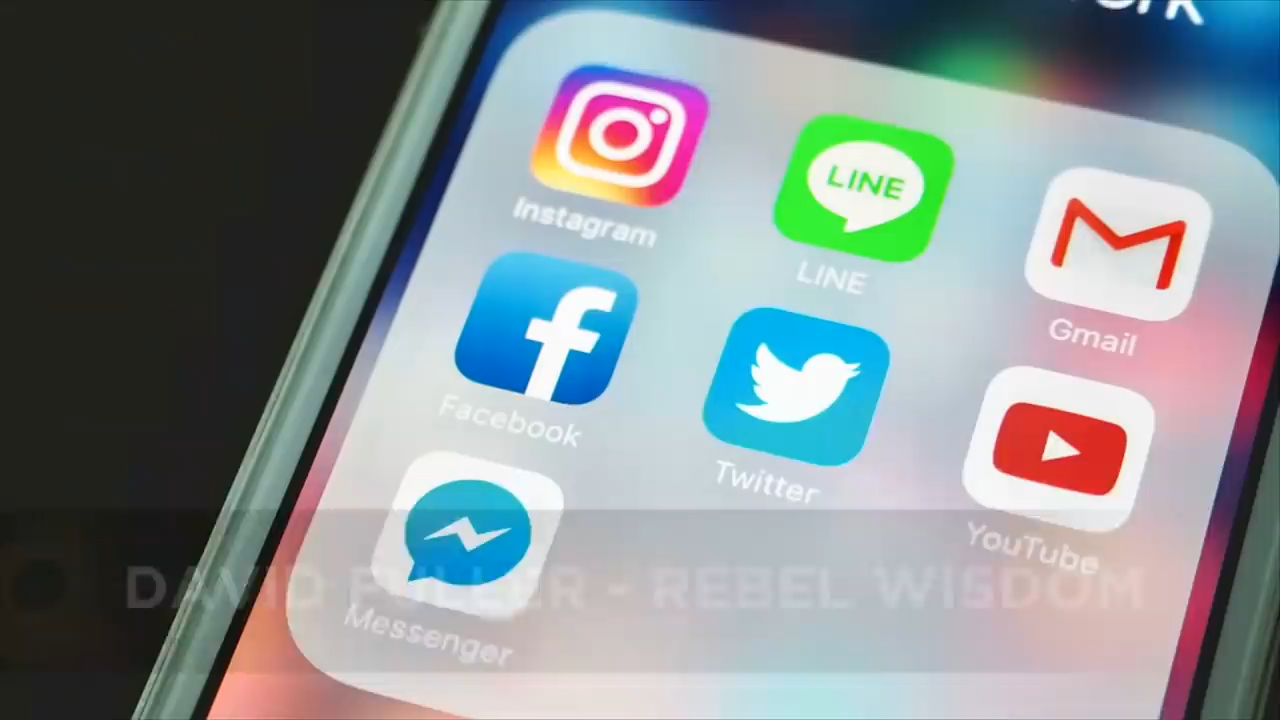 Instagram
LINE
LINE
Gmail
Facebook
Twitter
YouTube
Messenger
DAVID FULLER - REBEL WISDOM